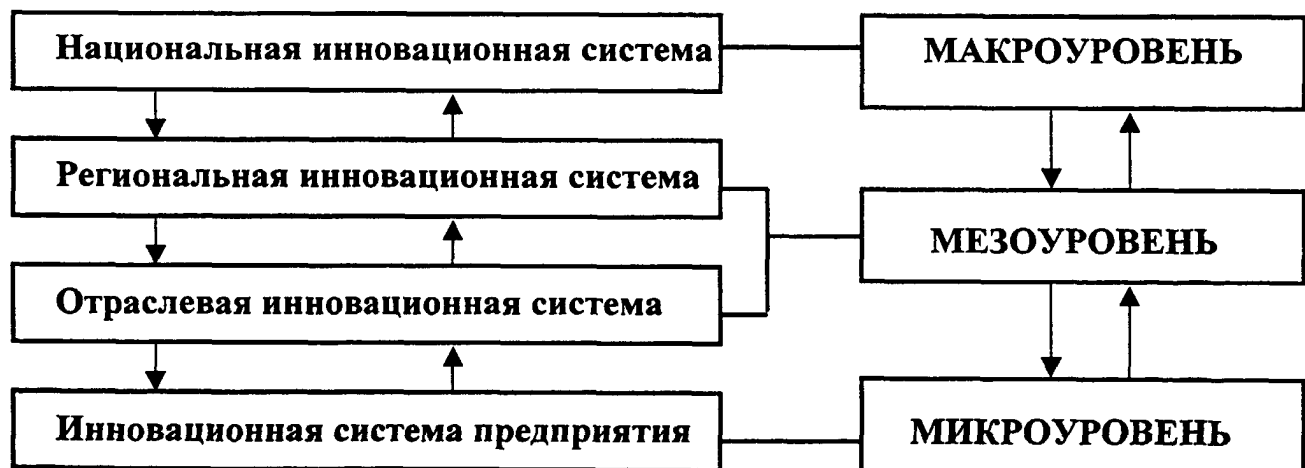 Национальная инновационная система
МАКРОУРОВЕНЬ
Региональная инновационная система
МЕЗОУРОВЕНЬ
Отраслевая инновационная система
Инновационная система предприятия
МИКРОУРОВЕНЬ